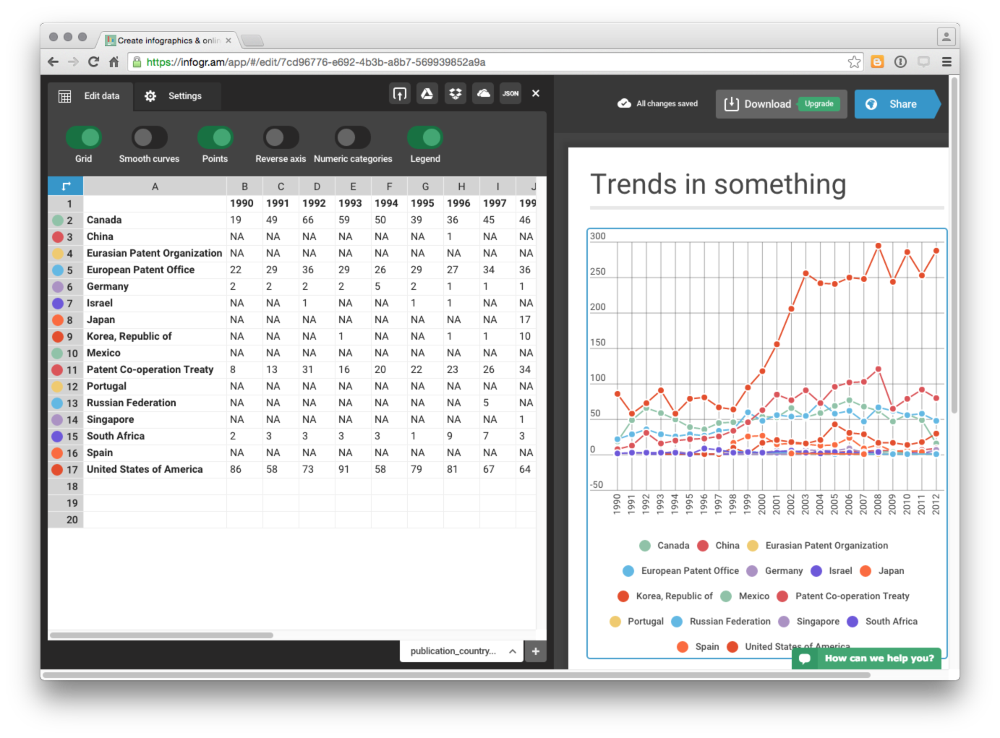 Create infographics & onlin
https://infogr.am/app/#/edit/7cd96776-e692-4b3b-a8b7-569939852a9a
Edit data Settings JSON
All changes saved Download Upgrade Share
Grid Smooth curves Points Reverse axis Numeric categories Legend
A B C D E F G H I J
1 1990 1991 1992 1993 1994 1995 1996 1997 199
2 Canada 19 49 66 59 50 39 36 45 46
3 China NA NA NA NA NA NA 1 NA NA
4 Eurasian Patent Organization NA NA NA NA NA NA NA NA NA
5 European Patent Office 22 29 36 29 26 29 27 34 36
6 Germany 2 2 2 2 5 2 1 1 1
7 Israel NA NA 1 NA NA 1 1 NA NA
8 Japan NA NA NA NA NA NA NA NA 17
9 Korea, Republic of NA NA NA 1 NA NA 1 1 10
10 Mexico NA NA NA NA NA NA NA NA NA
11 Patent Co-operation Treaty 8 13 31 16 20 22 23 26 34
12 Portugal NA NA NA NA NA NA NA NA NA
13 Russian Federation NA NA NA NA NA NA NA 5 NA
14 Singapore NA NA NA NA NA NA NA NA 1
15 South Africa 2 3 3 3 3 1 9 7 3
16 Spain NA NA NA NA NA NA NA NA NA
17 United States of America 86 58 73 91 58 79 81 67 64
18
19
20
publication_country... +
Trends in something
300
250
200
150
100
50
0
-50
1990 1991 1992 1993 1994 1995 1996 1997 1998 1999 2000 2001 2002 2003 2004 2005 2006 2007 2008 2009 2010 2011 2012
Canada China Eurasian Patent Organization
European Patent Office Germany Israel Japan
Korea, Republic of Mexico Patent Co-operation Treaty
Portugal Russian Federation Singapore South Africa
Spain United States of America
How can we help you?